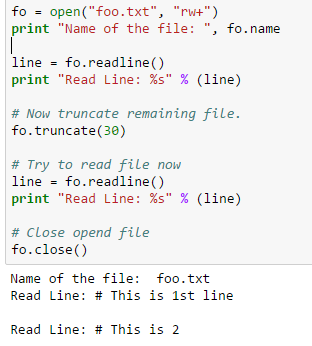 fo = open("foo.txt", "rw+")
print "Name of the file: ", fo.name

line = fo.readline()
print "Read Line: %s" % (line)

# Now truncate remaining file.
fo.truncate(30)

# Try to read file now
line = fo.readline()
print "Read Line: %s" % (line)

# Close opend file
fo.close()

Name of the file:  foo.txt
Read Line: # This is 1st line

Read Line: # This is 2